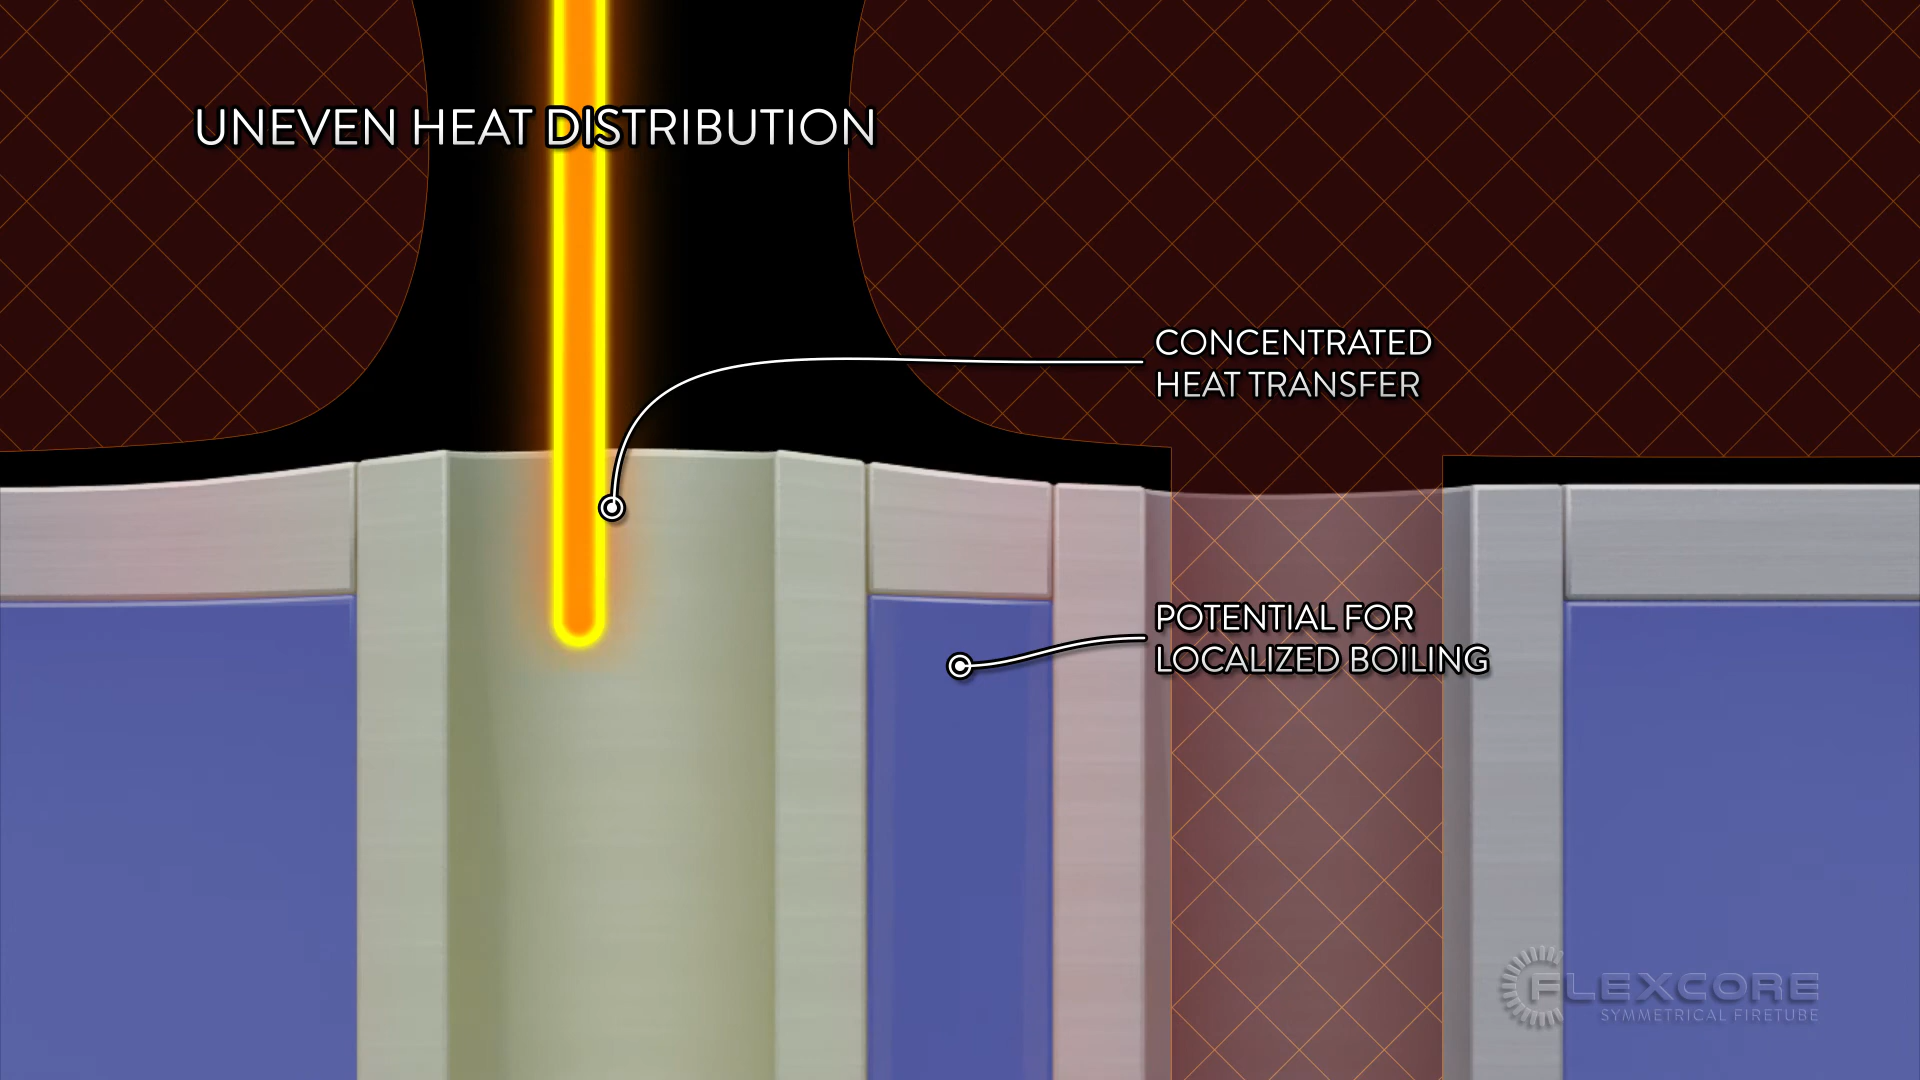 UNEVEN HEAT DISTRIBUTION
CONCENTRATED
HEAT TRANSFER
POTENTIAL FOR
LOCALIZED BOILING
FLEXCORE
SYMMETRICAL FIRETUBE